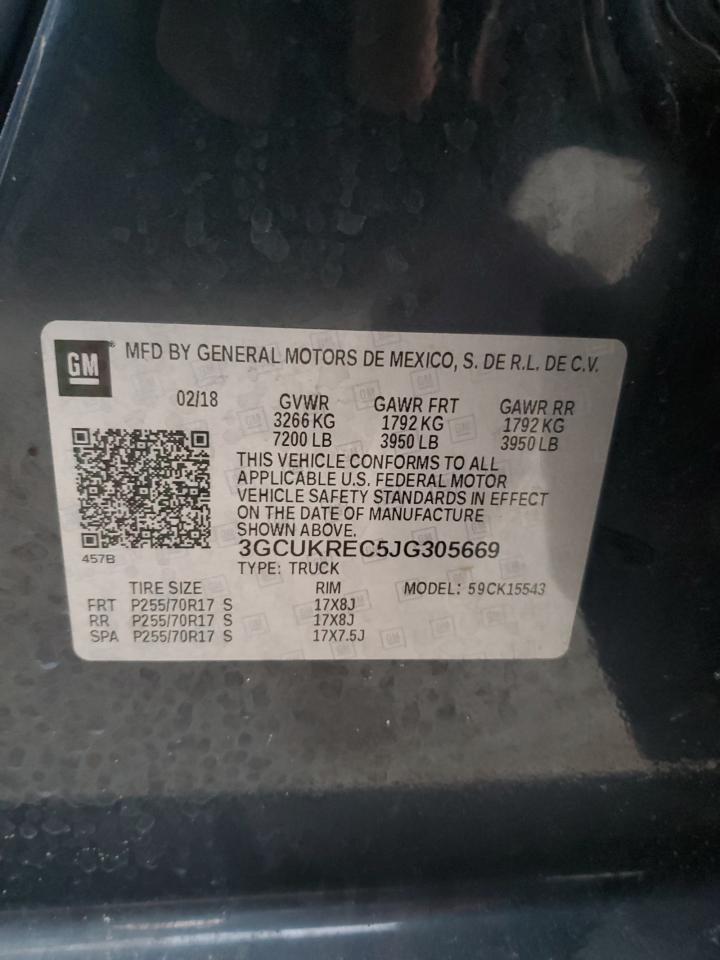 GM
MFD BY GENERAL MOTORS DE MEXICO, S. DE R.L. DE C.V.
02/18 GVWR GAWR FRT GAWR RR
3266 KG 1792 KG 1792 KG
7200 LB 3950 LB 3950 LB
THIS VEHICLE CONFORMS TO ALL
APPLICABLE U.S. FEDERAL MOTOR
VEHICLE SAFETY STANDARDS IN EFFECT
ON THE DATE OF MANUFACTURE
SHOWN ABOVE.
3GCUKREC5JG305669
457B
TYPE: TRUCK
TIRE SIZE RIM MODEL: 59CK15543
FRT P255/70R17 S 17X8J
RR P255/70R17 S 17X8J
SPA P255/70R17 S 17X7.5J